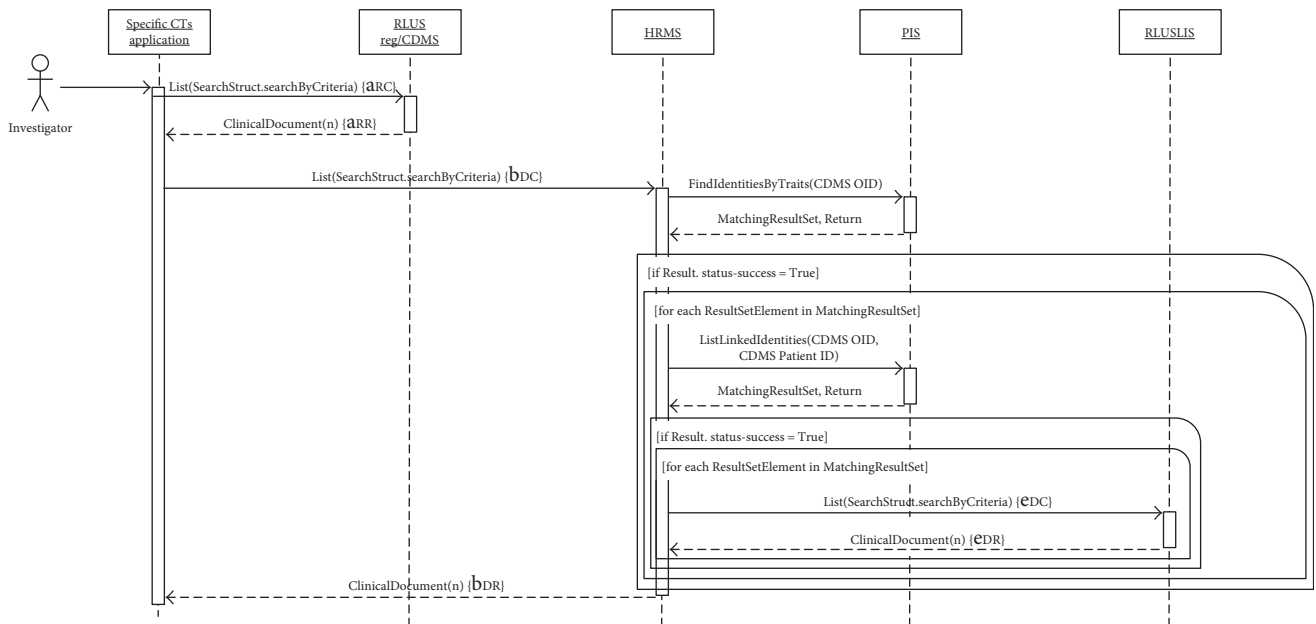 Specific CTs
application
RLUS
reg/CDMS
HRMS
PIS
RLUSLIS
Investigator
List(SearchStruct.searchByCriteria) {aRC}
ClinicalDocument(n) {aRR}
List(SearchStruct.searchByCriteria) {bDC}
FindIdentitiesByTraits(CDMS OID)
MatchingResultSet, Return
[if Result. status-success = True]
[for each ResultSetElement in MatchingResultSet]
ListLinkedIdentities(CDMS OID,
CDMS Patient ID)
MatchingResultSet, Return
[if Result. status-success = True]
[for each ResultSetElement in MatchingResultSet]
List(SearchStruct.searchByCriteria) {eDC}
ClinicalDocument(n) {eDR}
ClinicalDocument(n) {bDR}